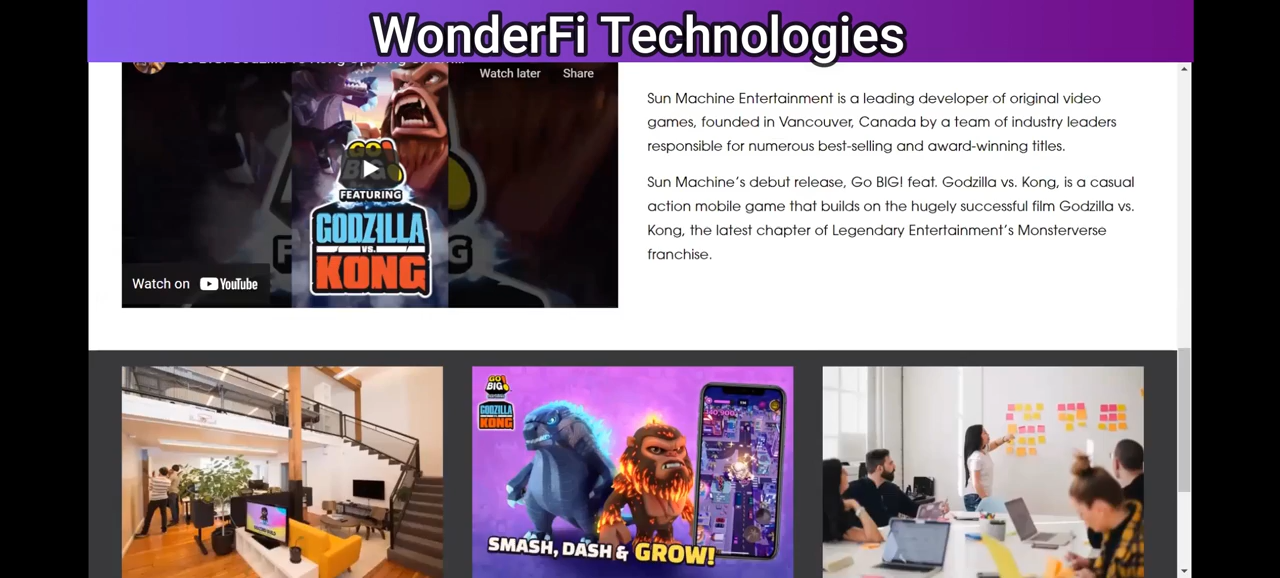 WonderFi Technologies
Watch later
Share
GO
BIG!
FEATURING
GODZILLA
VS.
KONG
Watch on YouTube
Sun Machine Entertainment is a leading developer of original video
games, founded in Vancouver, Canada by a team of industry leaders
responsible for numerous best-selling and award-winning titles.
Sun Machine's debut release, Go BIG! feat. Godzilla vs. Kong, is a casual
action mobile game that builds on the hugely successful film Godzilla vs.
Kong, the latest chapter of Legendary Entertainment's Monsterverse
franchise.
GO
BIG!
GODZILLA
KONG
SMASH, DASH & GROW!